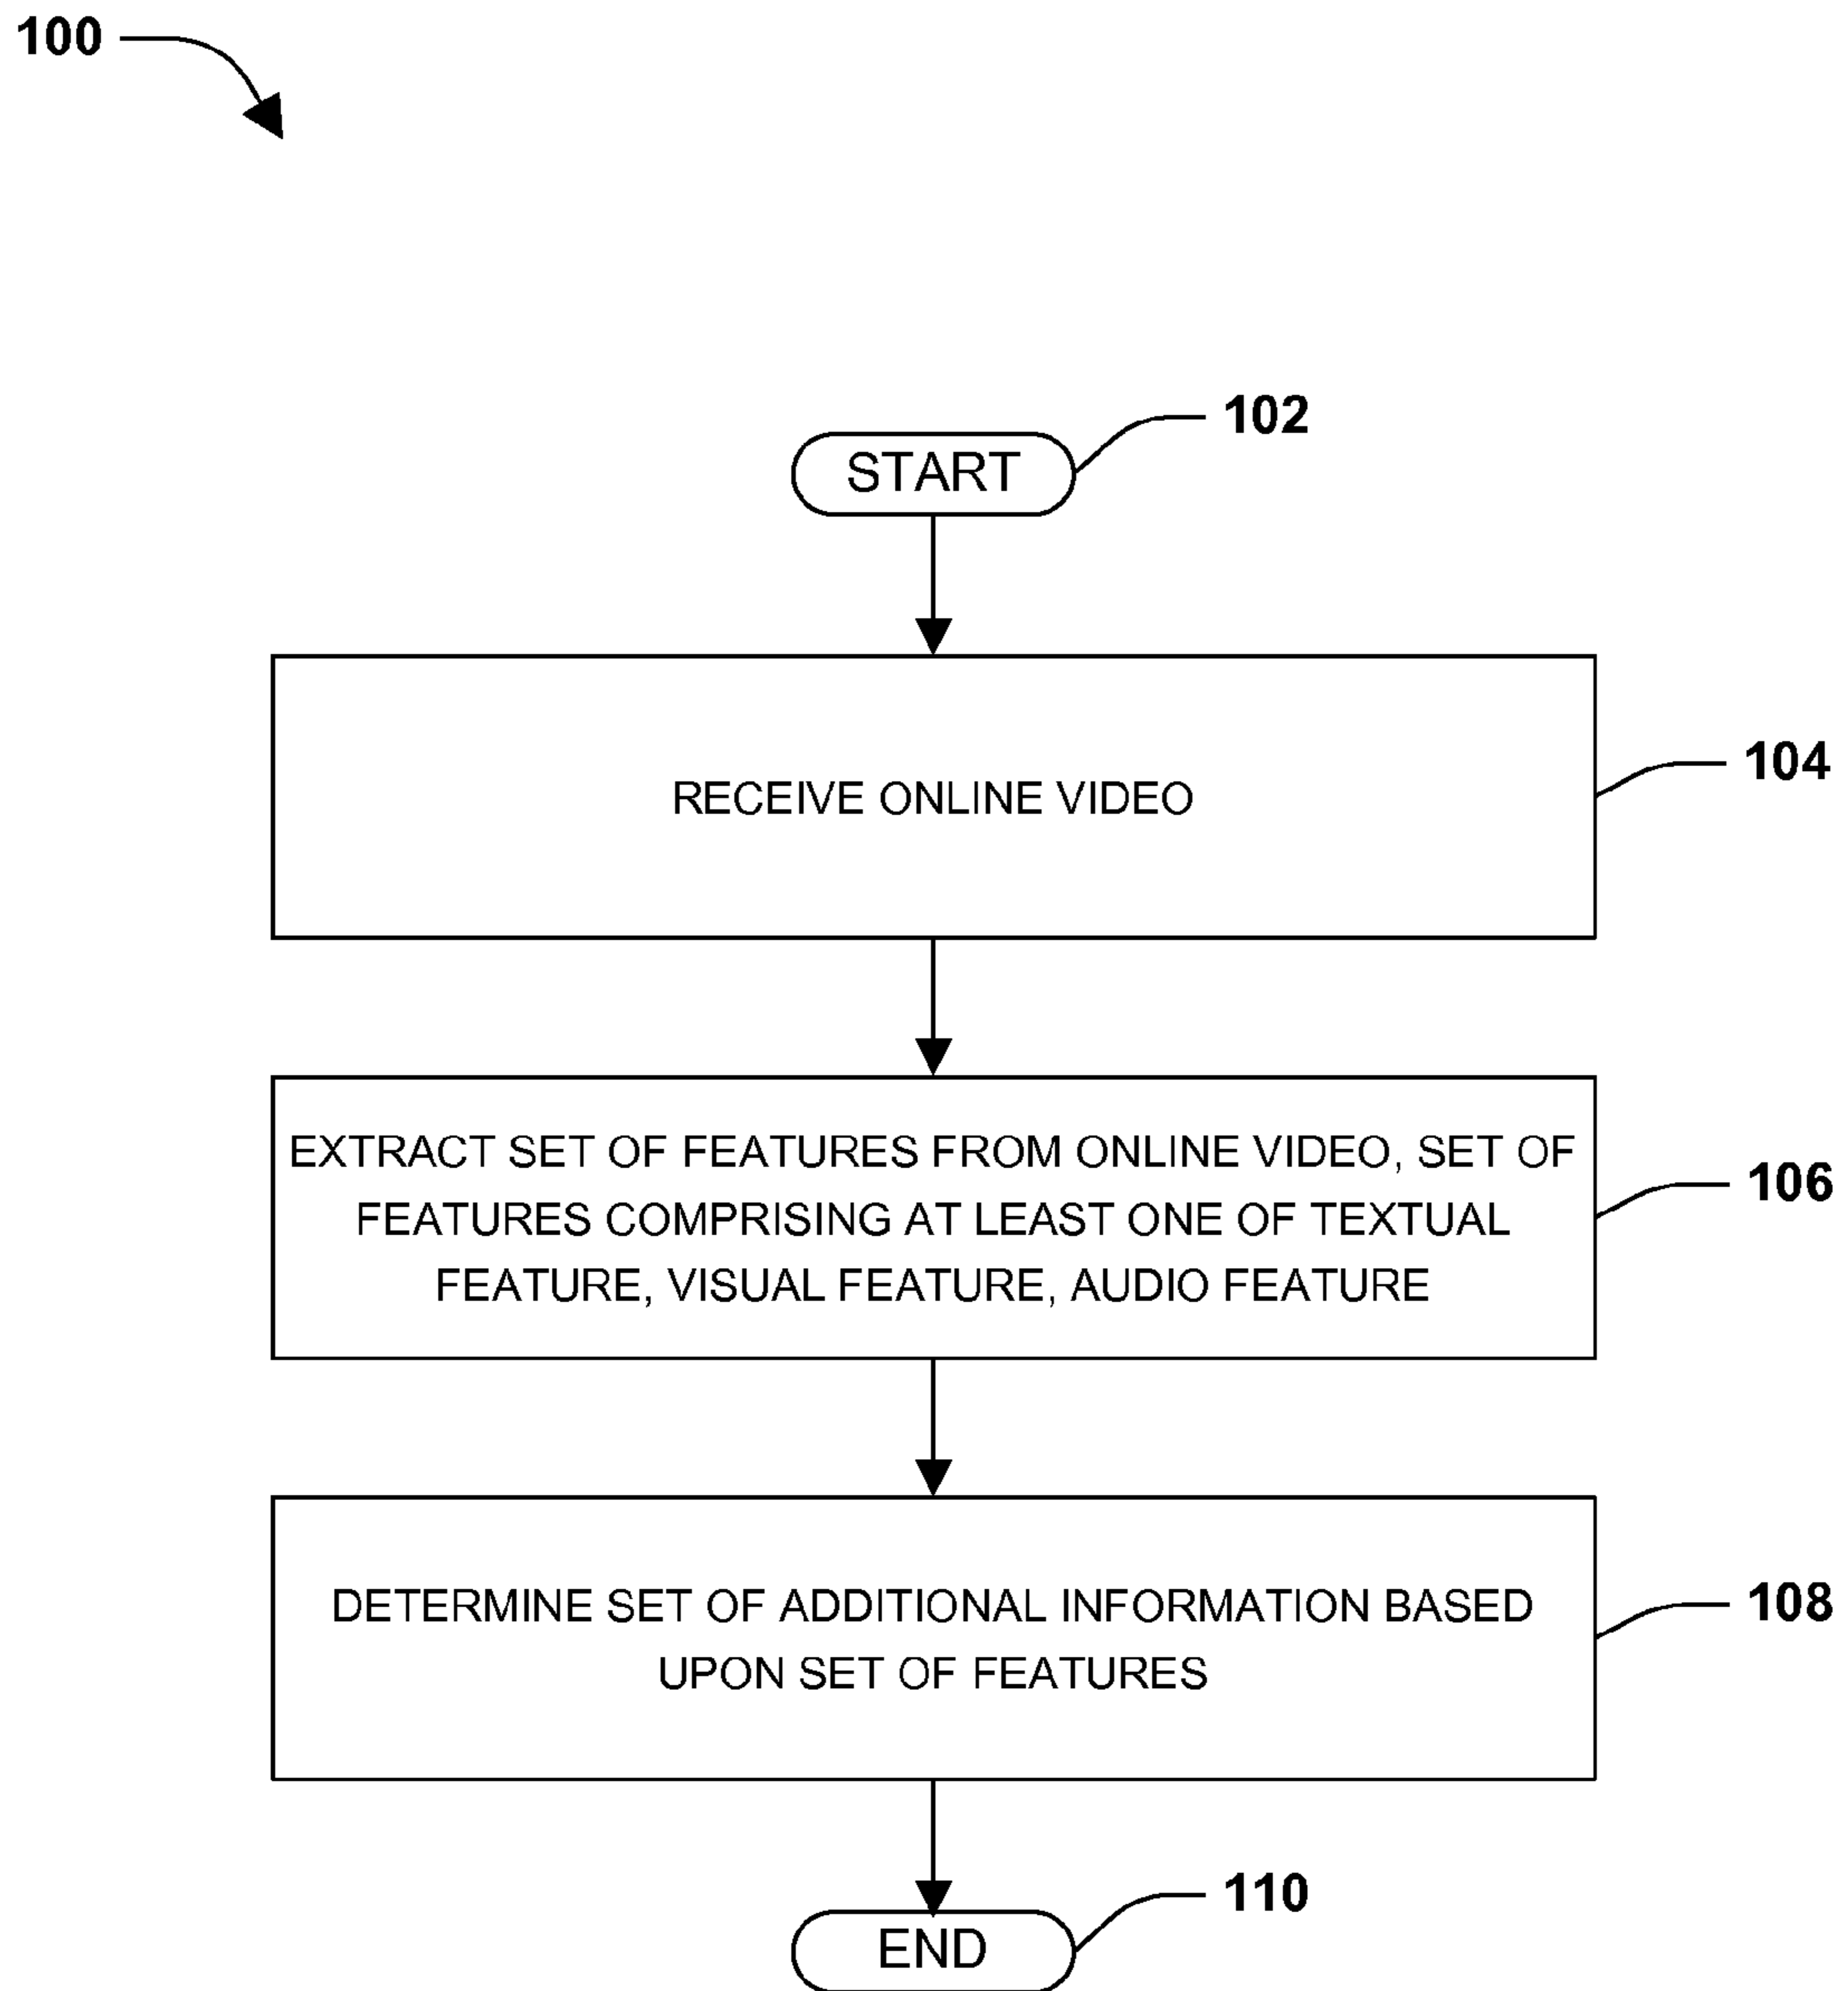 100
102
START
104
RECEIVE ONLINE VIDEO
EXTRACT SET OF FEATURES FROM ONLINE VIDEO, SET OF
106
FEATURES COMPRISING AT LEAST ONE OF TEXTUAL
FEATURE, VISUAL FEATURE, AUDIO FEATURE
108
DETERMINE SET OF ADDITIONAL INFORMATION BASED
UPON SET OF FEATURES
110
END